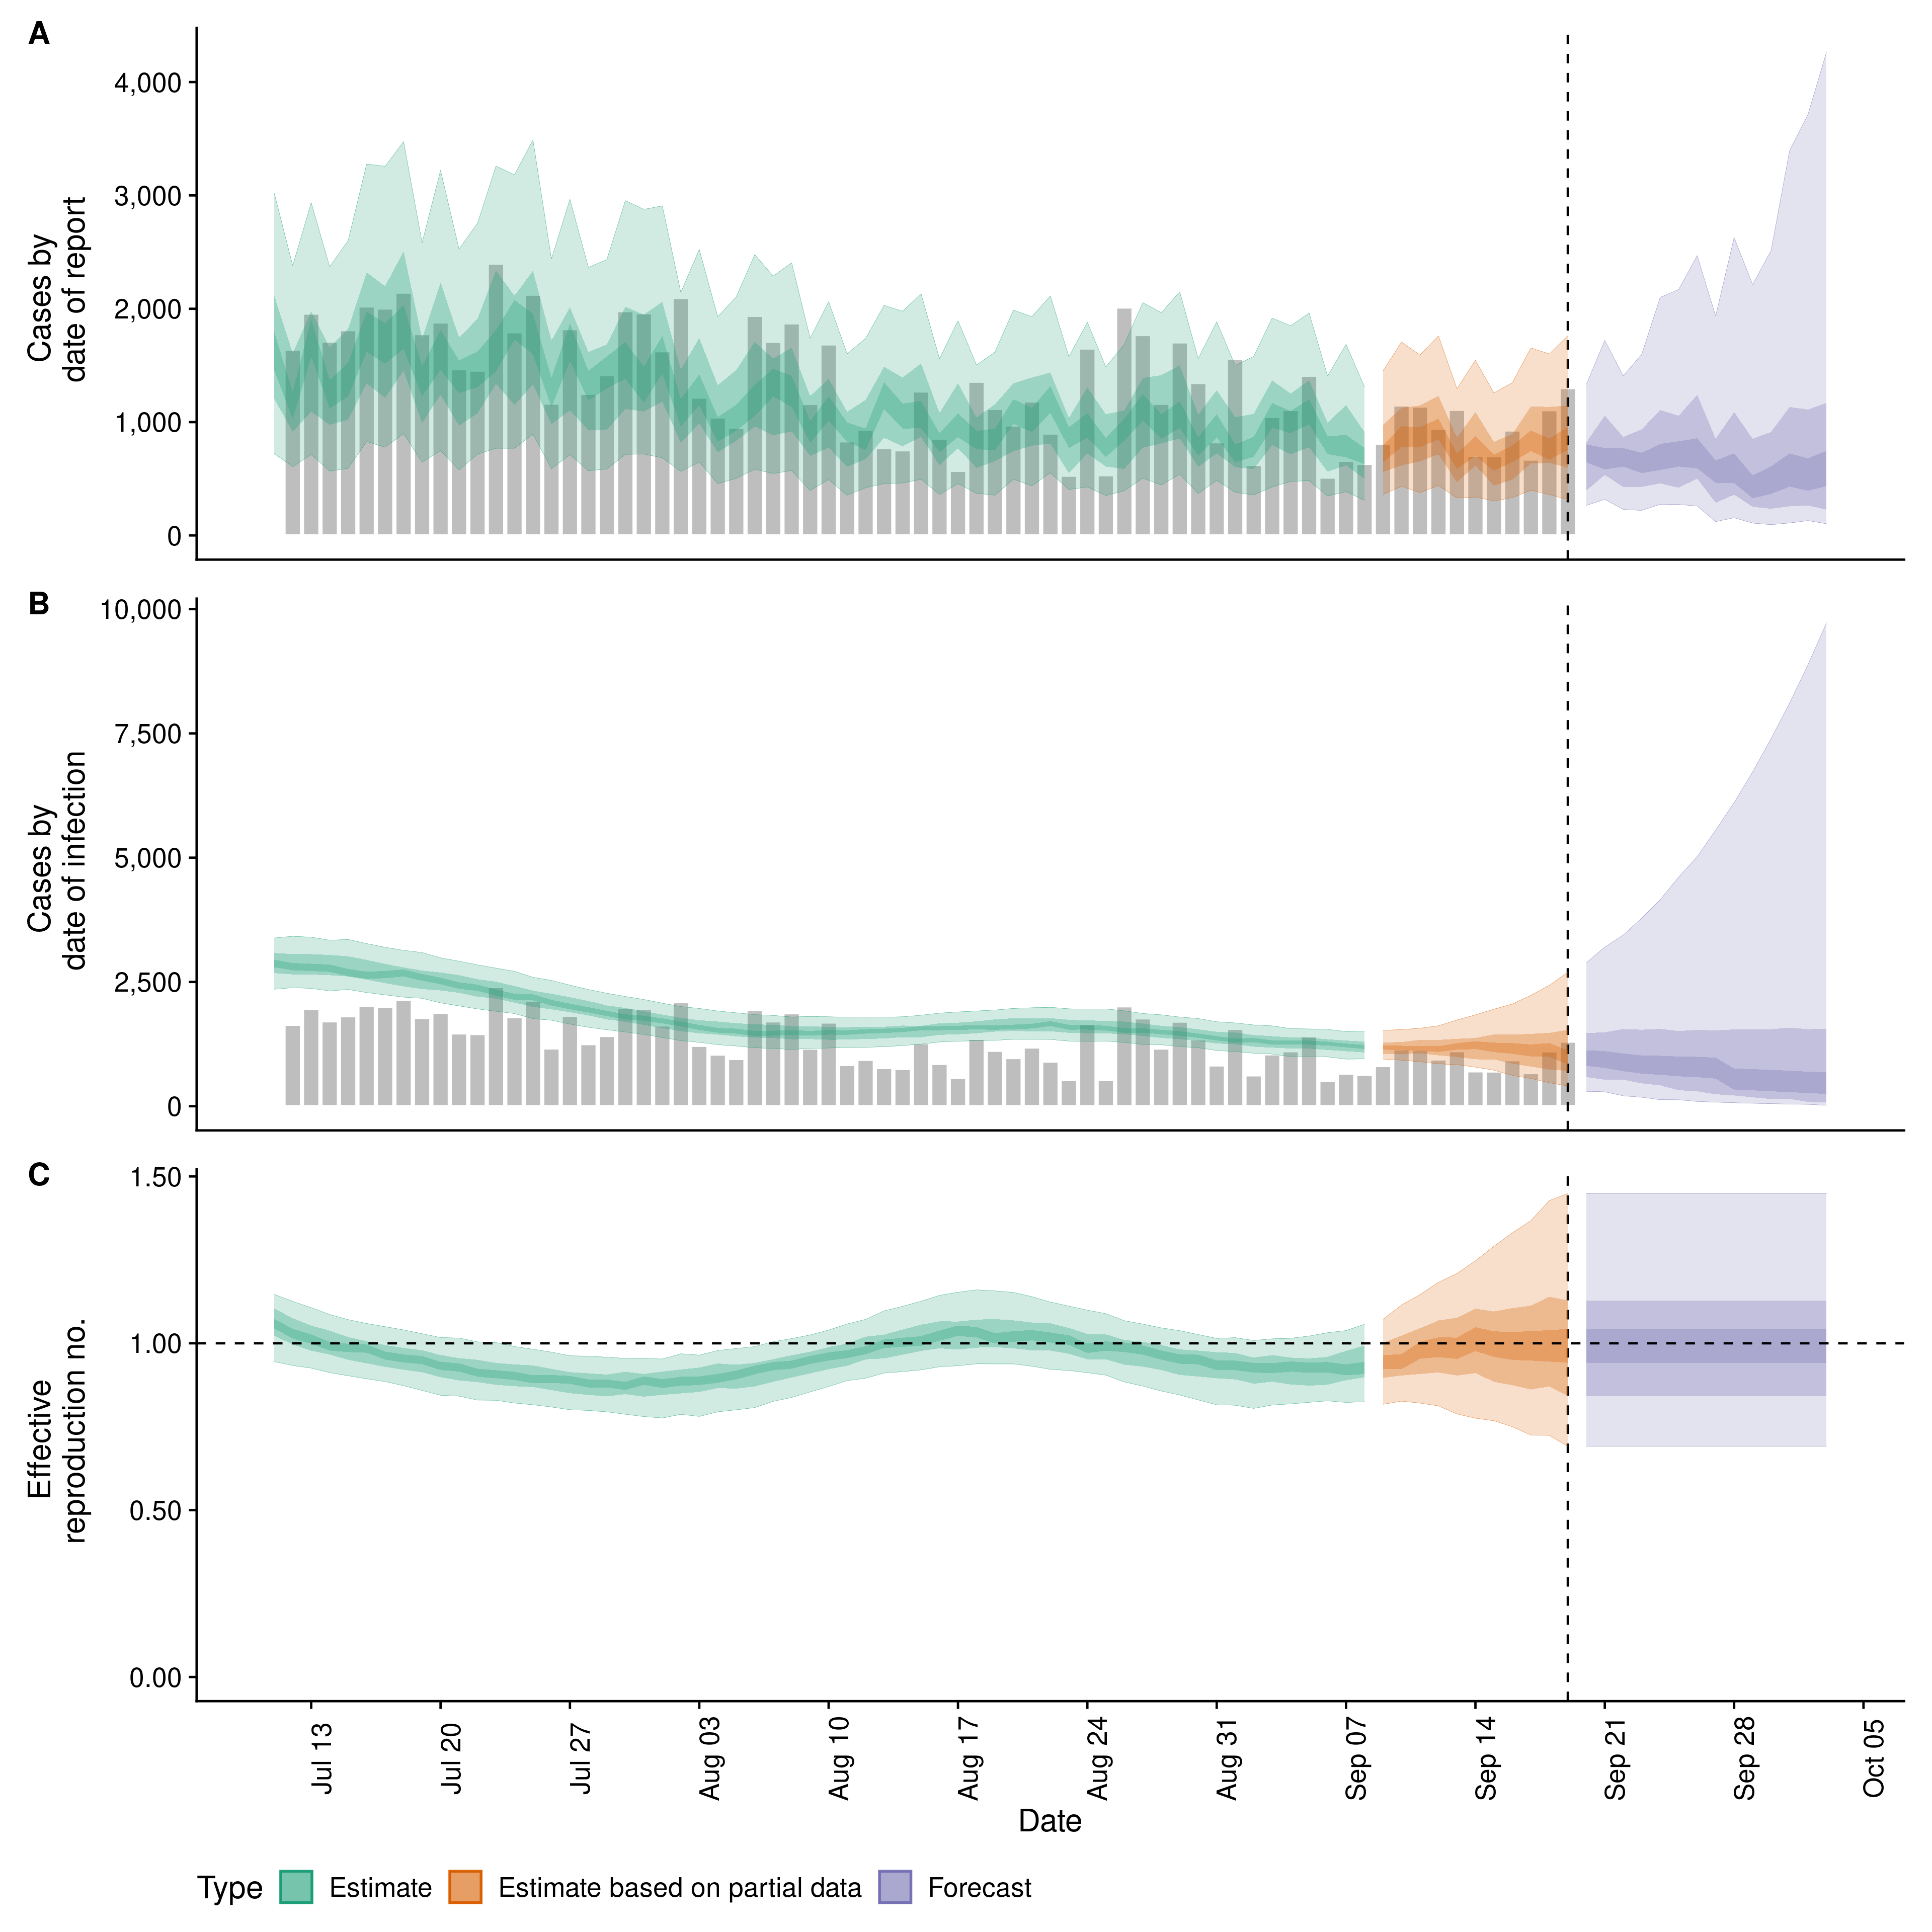 A
4,000
3,000
2,000
1,000
0
Cases by
date of report
B
10,000
7,500
5,000
2,500
0
Cases by
date of infection
C
1.50
1.00
0.50
0.00
Effective
reproduction no.
Jul 13
Jul 20
Jul 27
Aug 03
Aug 10
Aug 17
Aug 24
Aug 31
Sep 07
Sep 14
Sep 21
Sep 28
Oct 05
Date
Type Estimate Estimate based on partial data Forecast